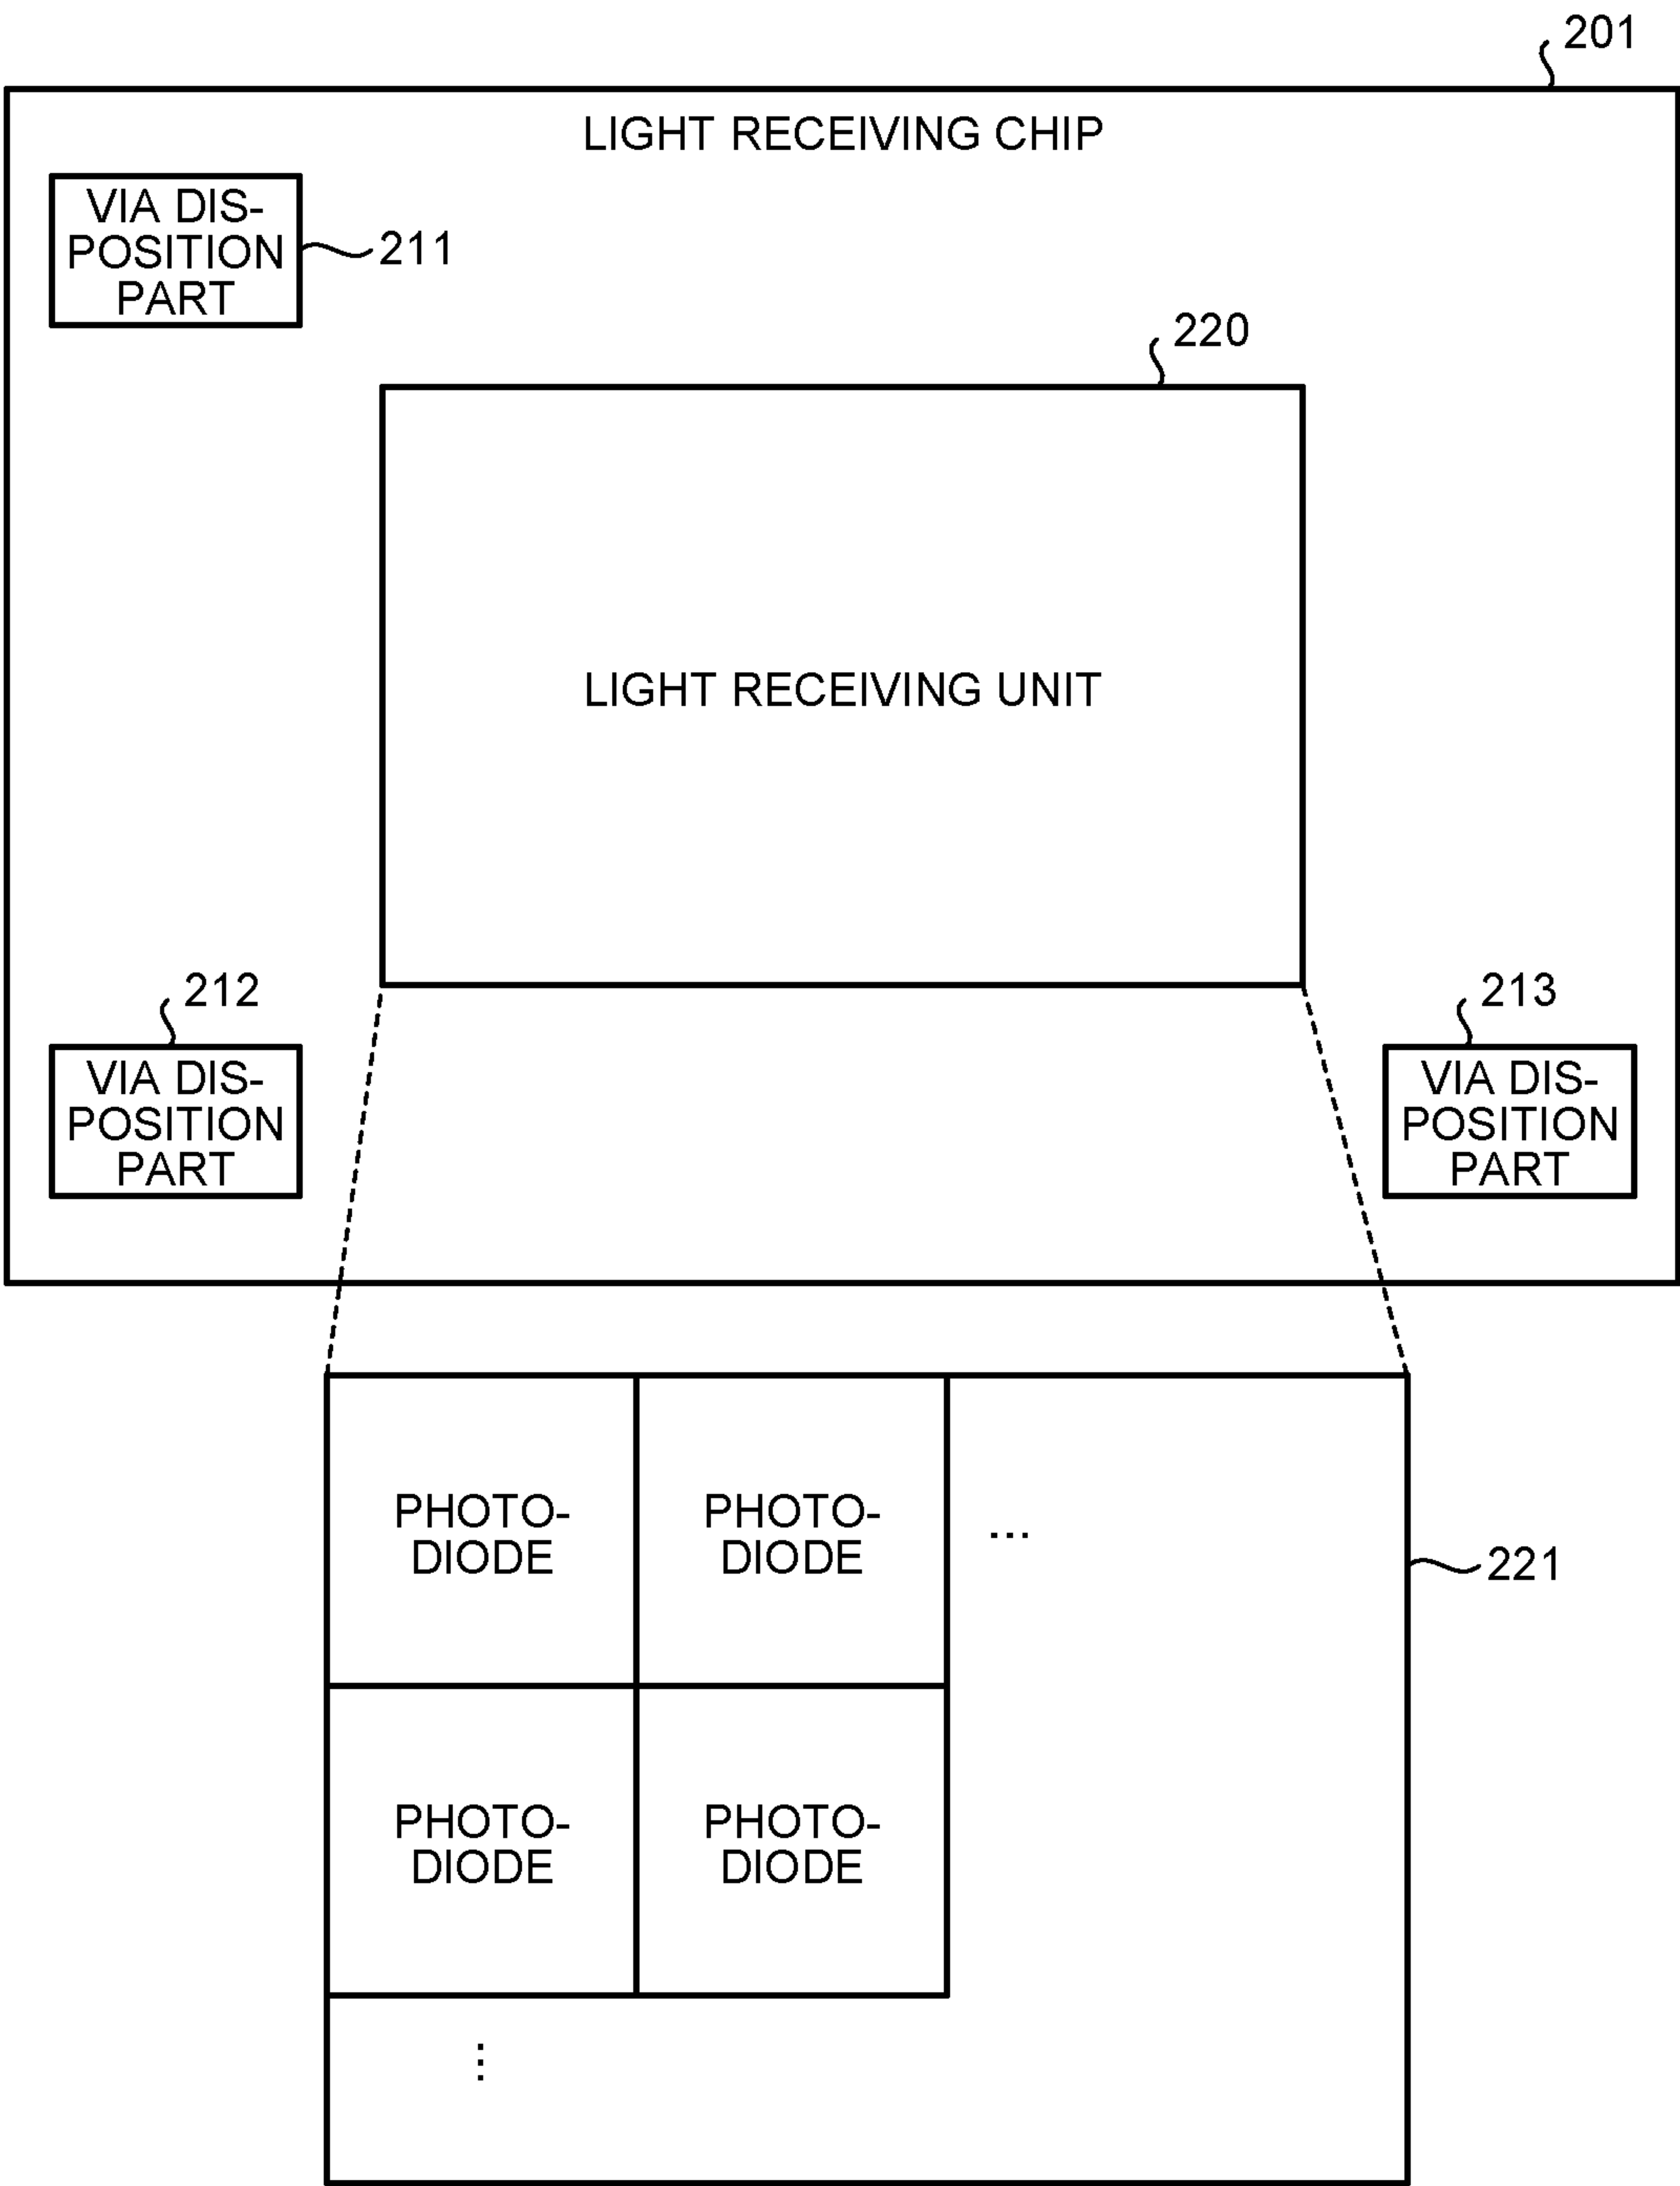 201
LIGHT RECEIVING CHIP
VIA DIS-
POSITION
PART
211
220
LIGHT RECEIVING UNIT
212
213
VIA DIS-
POSITION
PART
VIA DIS-
POSITION
PART
PHOTO-
DIODE
PHOTO-
DIODE
...
221
PHOTO-
DIODE
PHOTO-
DIODE
⋮